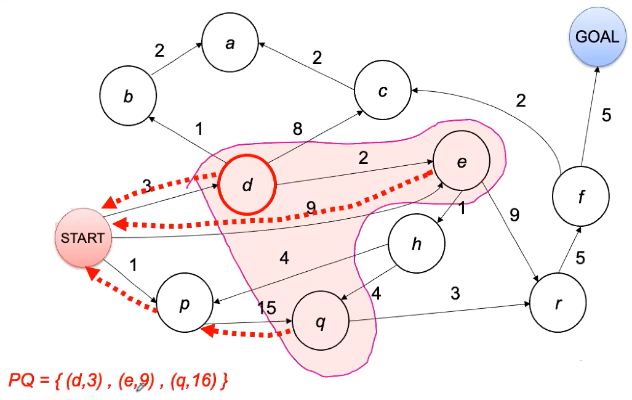 GOAL
a
2
2
b
c
2
5
1
8
d
2
e
3
9
1
9
f
START
h
1
4
5
p
15
4
3
q
r
PQ = { (d,3) , (e,9) , (q,16) }